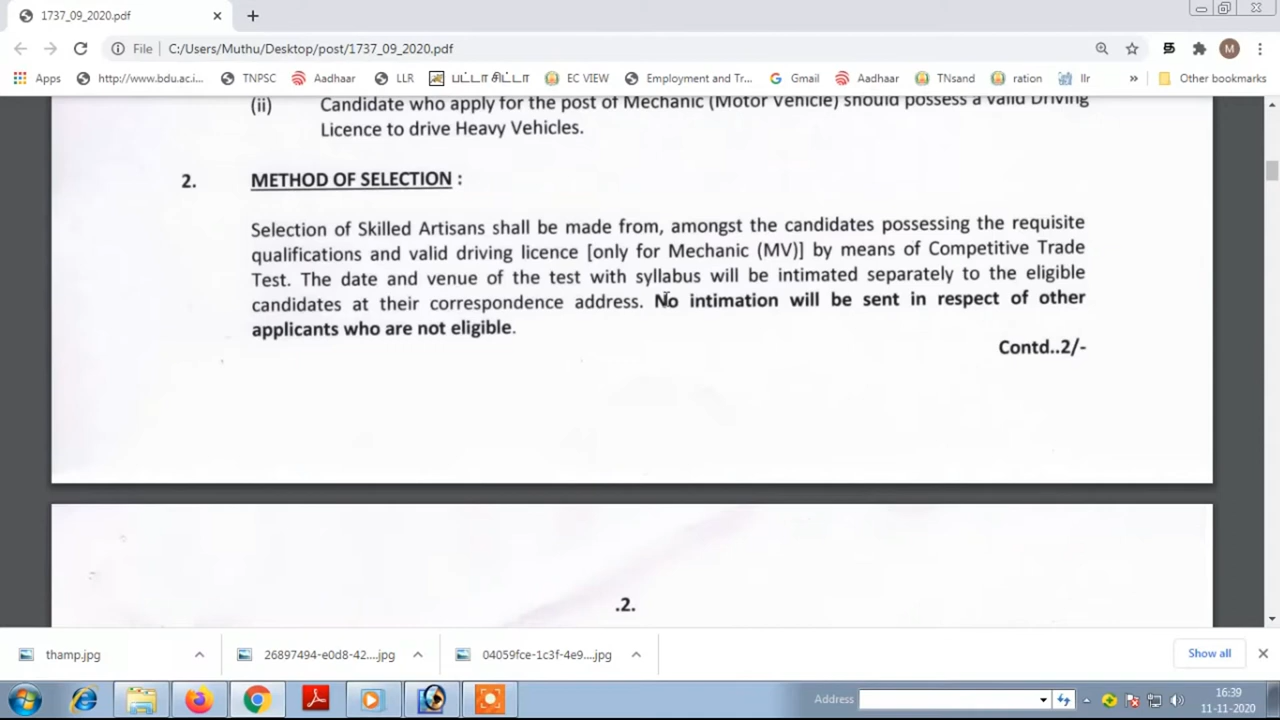 1737_09_2020.pdf
File | C:/Users/Muthu/Desktop/post/1737_09_2020.pdf
M
Apps http://www.bdu.ac.i... TNPSC Aadhaar LLR பட்டா சிட்டா EC VIEW Employment and Tr... Gmail Aadhaar TNsand ration llr » Other bookmarks
(ii) Candidate who apply for the post of Mechanic (Motor Vehicle) should possess a valid Driving
Licence to drive Heavy Vehicles.
2. METHOD OF SELECTION :
Selection of Skilled Artisans shall be made from, amongst the candidates possessing the requisite
qualifications and valid driving licence [only for Mechanic (MV)] by means of Competitive Trade
Test. The date and venue of the test with syllabus will be intimated separately to the eligible
candidates at their correspondence address. No intimation will be sent in respect of other
applicants who are not eligible.
Contd..2/-
.2.
thamp.jpg 26897494-e0d8-42....jpg 04059fce-1c3f-4e9....jpg Show all
Address 16:39
11-11-2020